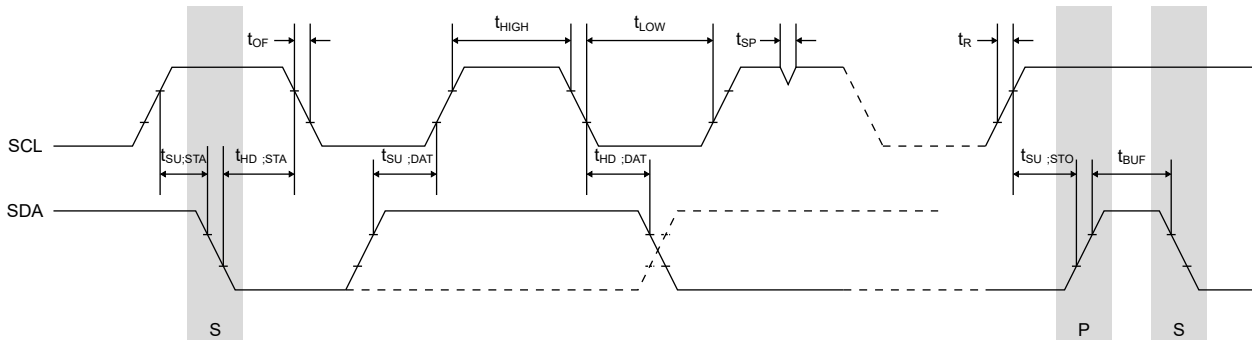 tOF
tHIGH
tLOW
tSP
tR
SCL
tSU;STA
tHD ;STA
tSU ;DAT
tHD ;DAT
tSU ;STO
tBUF
SDA
S
P
S